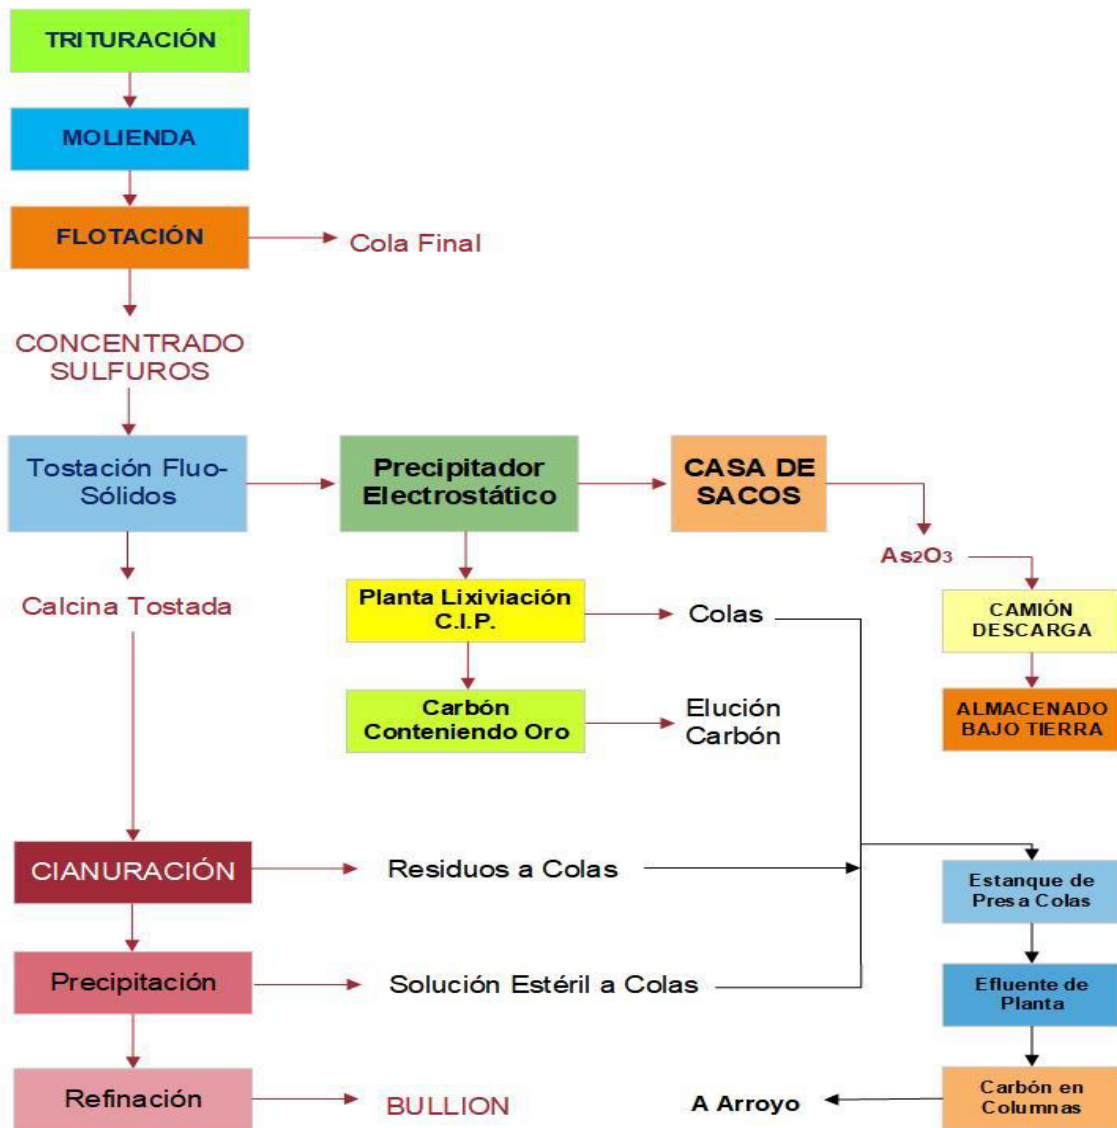 TRITURACIÓN
MOLIENDA
FLOTACIÓN
Cola Final
CONCENTRADO
SULFUROS
Tostación Fluo-
Sólidos
Precipitador
Electrostático
CASA DE
SACOS
As₂O₃
Calcina Tostada
Planta Lixiviación
C.I.P.
Colas
CAMIÓN
DESCARGA
Carbón
Conteniendo Oro
Elución
Carbón
ALMACENADO
BAJO TIERRA
CIANURACIÓN
Residuos a Colas
Estanque de
Presa Colas
Precipitación
Solución Estéril a Colas
Efluente de
Planta
Refinación
BULLION
A Arroyo
Carbón en
Columnas